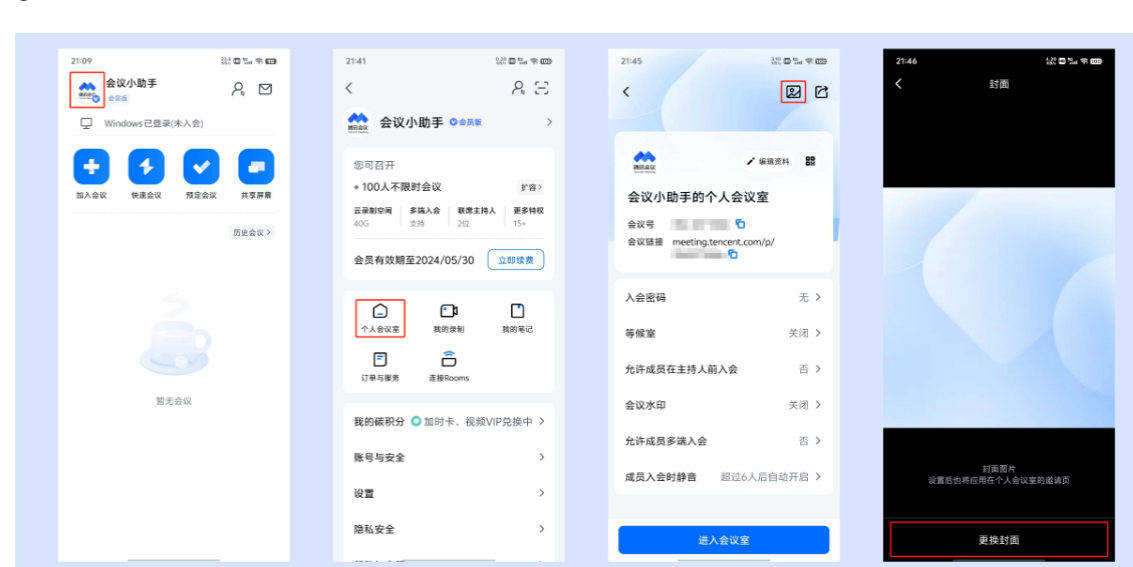 21:09
会议小助手
会员版
Windows已登录(未入会)
加入会议 快速会议 预定会议 共享屏幕
历史会议 >
暂无会议
21:41
会议小助手 会员版 >
您可召开
100人不限时会议 扩容>
云录制空间 多端入会 联席主持人 更多特权
40G 支持 2位 15+
会员有效期至2024/05/30 立即续费
个人会议室 我的录制 我的笔记
订单与服务 连接Rooms
我的碳积分 加时卡、视频VIP兑换中 >
账号与安全 >
设置 >
隐私安全 >
21:45
编辑资料
会议小助手的个人会议室
会议号
会议链接 meeting.tencent.com/p/
入会密码 无 >
等候室 关闭 >
允许成员在主持人前入会 否 >
会议水印 关闭 >
允许成员多端入会 否 >
成员入会时静音 超过6人后自动开启 >
进入会议室
21:46
封面
封面图片
设置后也将应用在个人会议室的邀请页
更换封面